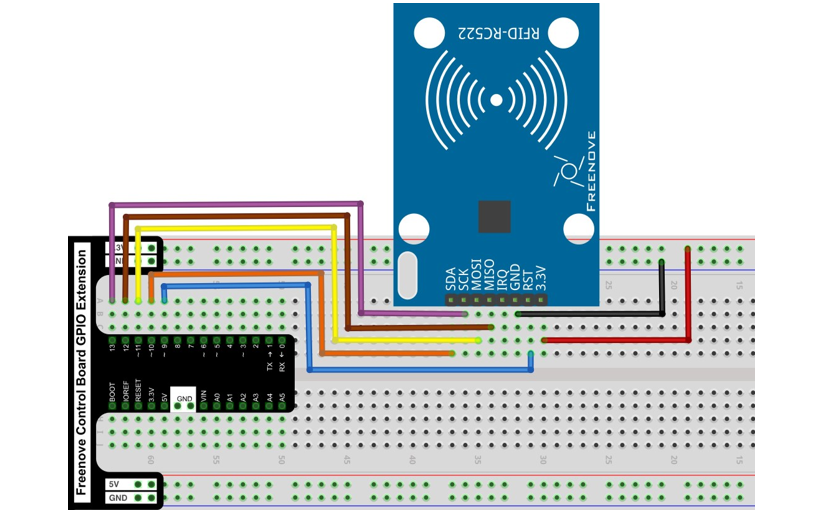 RFID-RC522
FREENOVE
SDA
SCK
MOSI
MISO
IRQ
GND
RST
3.3V
Freenove Control Board GPIO Extension
A
13
12
~11
~10
~ 9
8
7
~ 6
~ 5
4
~ 3
2
TX → 1
RX ← 0
BOOT
IOREF
RESET
3.3V
5V
GND
VIN
A0
A1
A2
A3
A4
A5
25
20
15
60
55
50
45
40
35
30
25
20
15
5V
GND